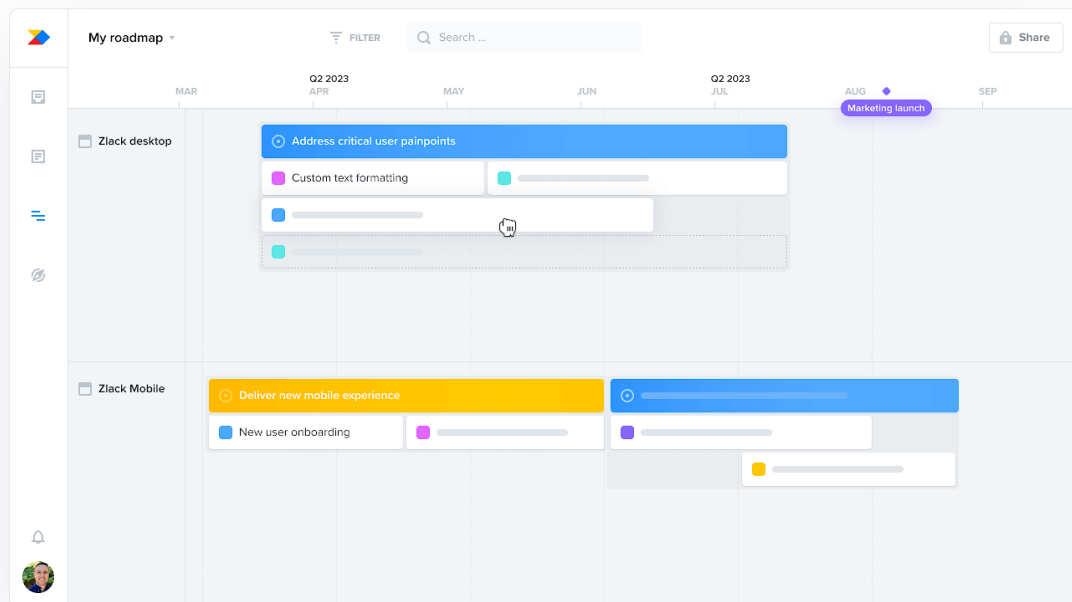 My roadmap
FILTER
Search ...
Share
Q2 2023
Q2 2023
MAR
APR
MAY
JUN
JUL
AUG
SEP
Marketing launch
Zlack desktop
Address critical user painpoints
Custom text formatting
Zlack Mobile
Deliver new mobile experience
New user onboarding